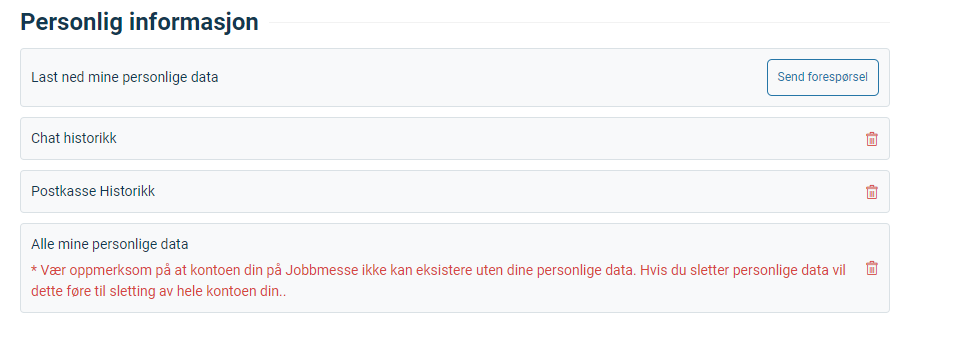 Personlig informasjon
Last ned mine personlige data
Send forespørsel
Chat historikk
Postkasse Historikk
Alle mine personlige data
* Vær oppmerksom på at kontoen din på Jobbmesse ikke kan eksistere uten dine personlige data. Hvis du sletter personlige data vil
dette føre til sletting av hele kontoen din..